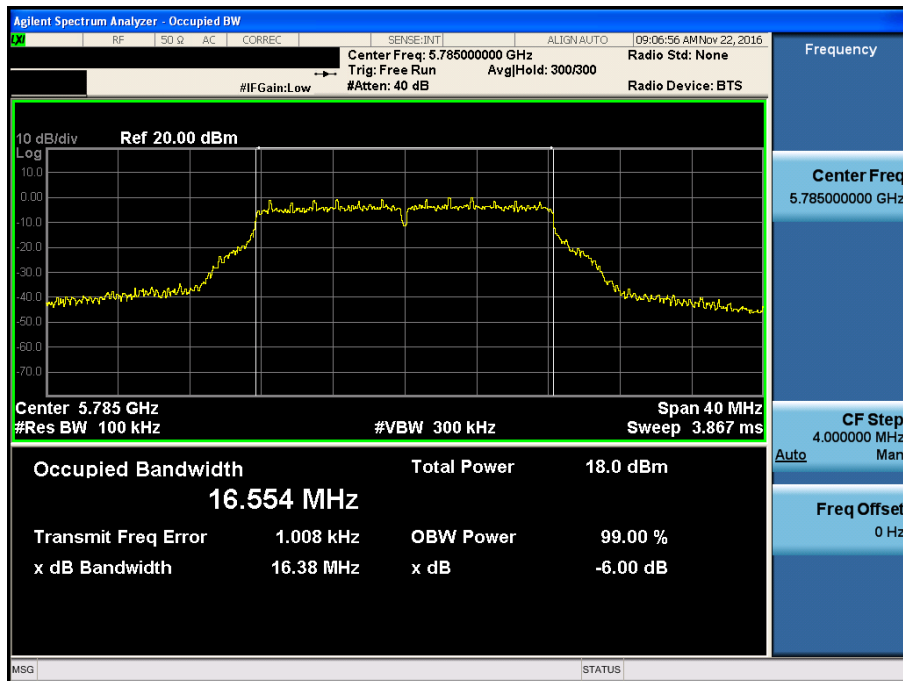 Agilent Spectrum Analyzer - Occupied BW
LXI RF 50 Ω AC CORREC SENSE:INT ALIGN AUTO 09:06:56 AM Nov 22, 2016
Center Freq: 5.785000000 GHz Radio Std: None
Trig: Free Run Avg|Hold: 300/300
#IFGain:Low #Atten: 40 dB Radio Device: BTS
Frequency
10 dB/div Ref 20.00 dBm
Log
10.0
0.00
-10.0
-20.0
-30.0
-40.0
-50.0
-60.0
-70.0
Center 5.785 GHz Span 40 MHz
#Res BW 100 kHz #VBW 300 kHz Sweep 3.867 ms
Occupied Bandwidth Total Power 18.0 dBm
16.554 MHz
Transmit Freq Error 1.008 kHz OBW Power 99.00 %
x dB Bandwidth 16.38 MHz x dB -6.00 dB
Center Freq
5.785000000 GHz
CF Step
4.000000 MHz
Auto Man
Freq Offset
0 Hz
MSG STATUS